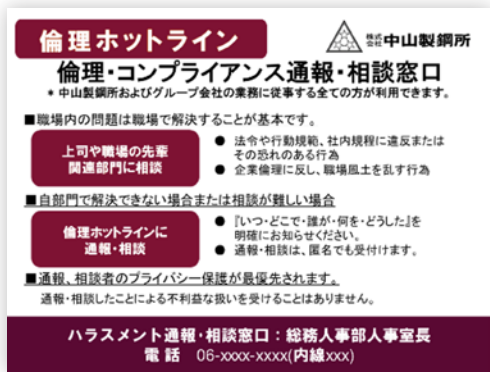 倫理ホットライン
株式会社 中山製鋼所
倫理・コンプライアンス通報・相談窓口
* 中山製鋼所およびグループ会社の業務に従事する全ての方が利用できます。
■職場内の問題は職場で解決することが基本です。
上司や職場の先輩
関連部門に相談
● 法令や行動規範、社内規程に違反または
その恐れのある行為
● 企業倫理に反し、職場風土を乱す行為
■自部門で解決できない場合または相談が難しい場合
倫理ホットラインに
通報・相談
● 『いつ・どこで・誰が・何を・どうした』を
明確にお知らせください。
● 通報・相談は、匿名でも受付けます。
■通報、相談者のプライバシー保護が最優先されます。
通報・相談したことによる不利益な扱いを受けることはありません。
ハラスメント通報・相談窓口：総務人事部人事室長
電 話 06-xxxx-xxxx(内線xxx)